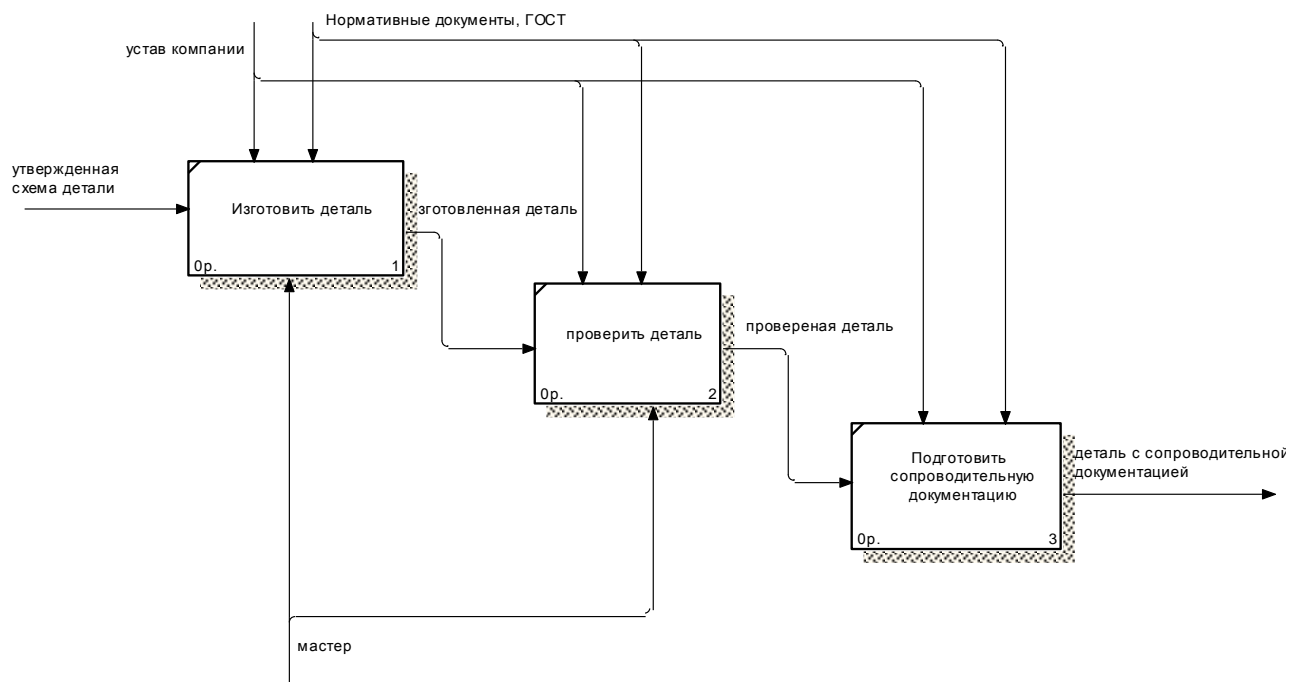 Нормативные документы, ГОСТ
устав компании
утвержденная
схема детали
Изготовить деталь
0р.
1
зготовленная деталь
проверить деталь
0р.
2
провереная деталь
Подготовить
сопроводительную
документацию
0р.
3
деталь с сопроводительной
документацией
мастер